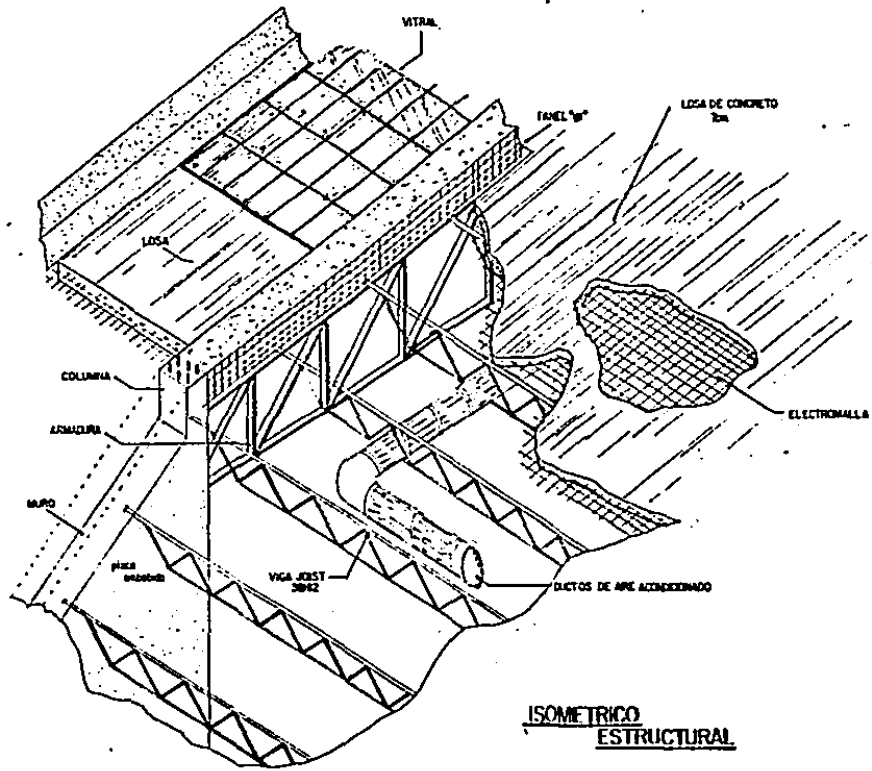 VITRAL
PANEL "W"
LOSA DE CONCRETO
7cm
LOSA
COLUMNA
ARMADURA
ELECTROMALLA
MURO
placa
VIGA JOIST
DUCTOS DE AIRE ACONDICIONADO
ISOMETRICO
ESTRUCTURAL